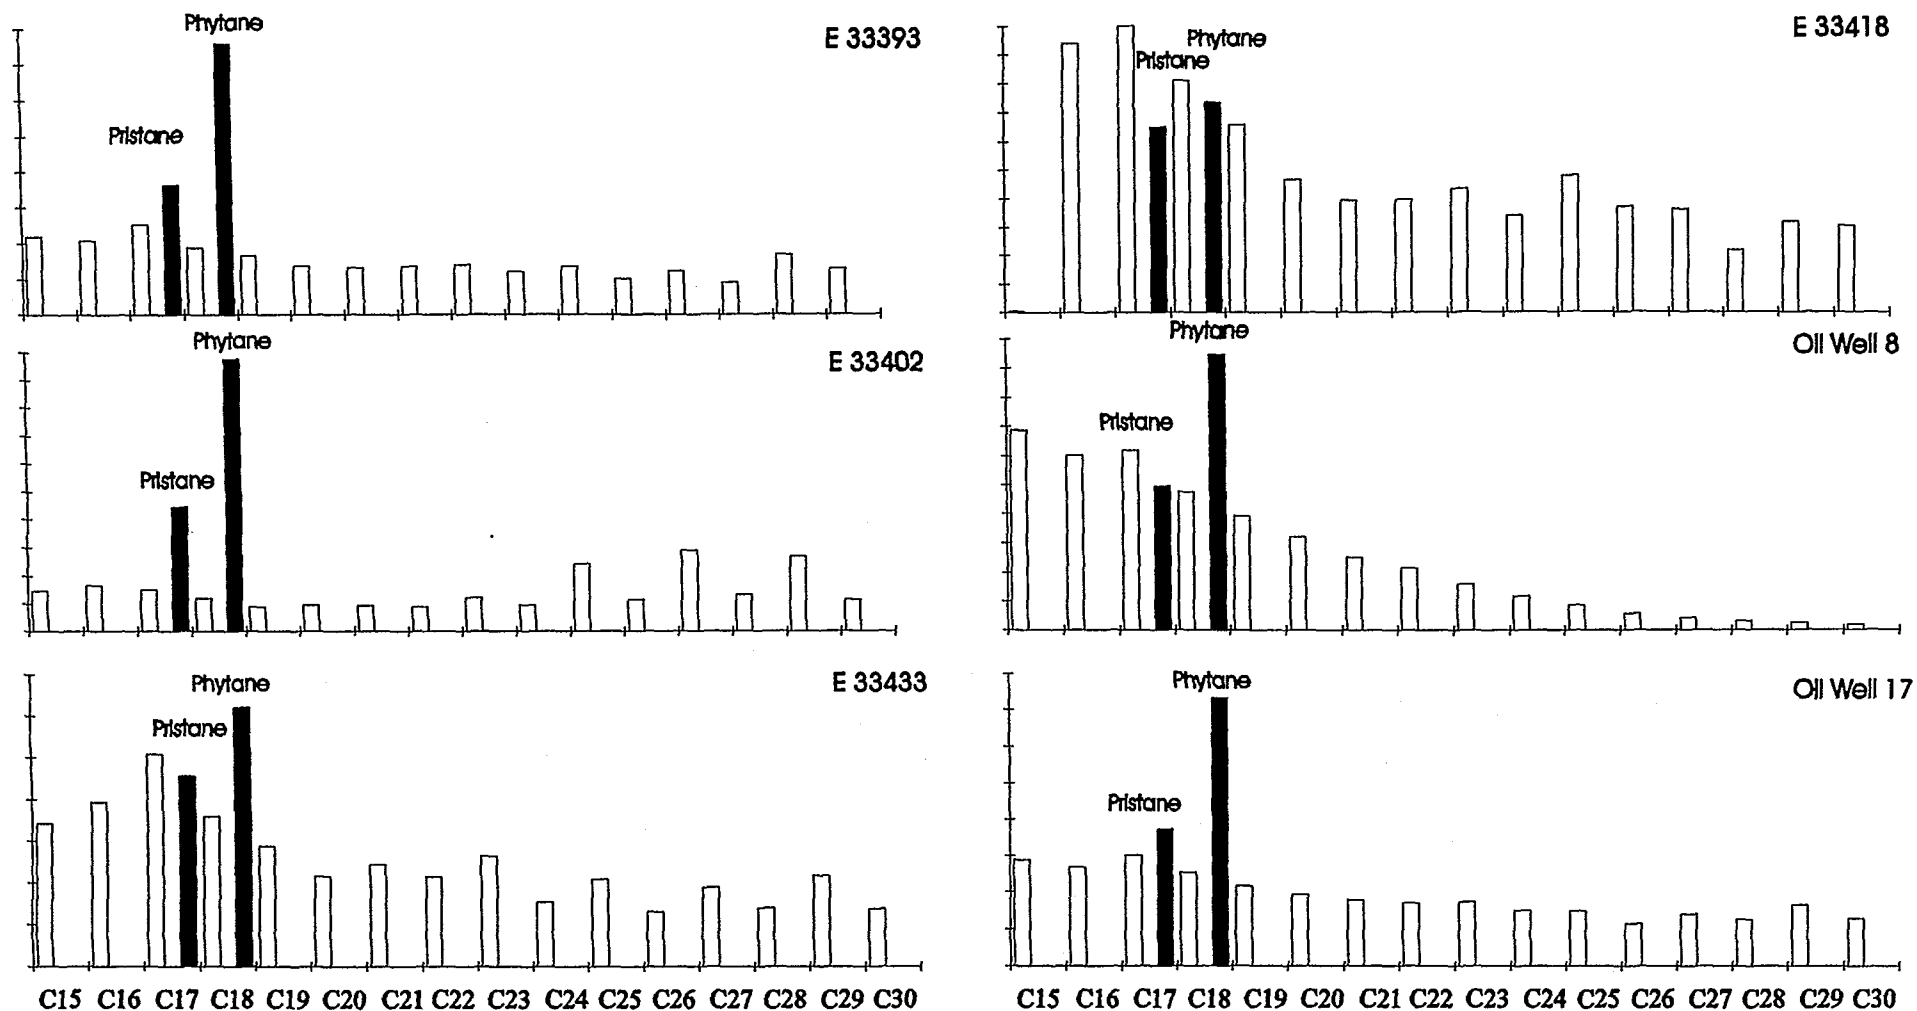 Phytane
E 33393
Pristane
E 33418
Phytane
Pristane
Phytane
E 33402
Pristane
Phytane
Oil Well 8
Pristane
Phytane
E 33433
Pristane
Phytane
Oil Well 17
Pristane
C15 C16 C17 C18 C19 C20 C21 C22 C23 C24 C25 C26 C27 C28 C29 C30
C15 C16 C17 C18 C19 C20 C21 C22 C23 C24 C25 C26 C27 C28 C29 C30